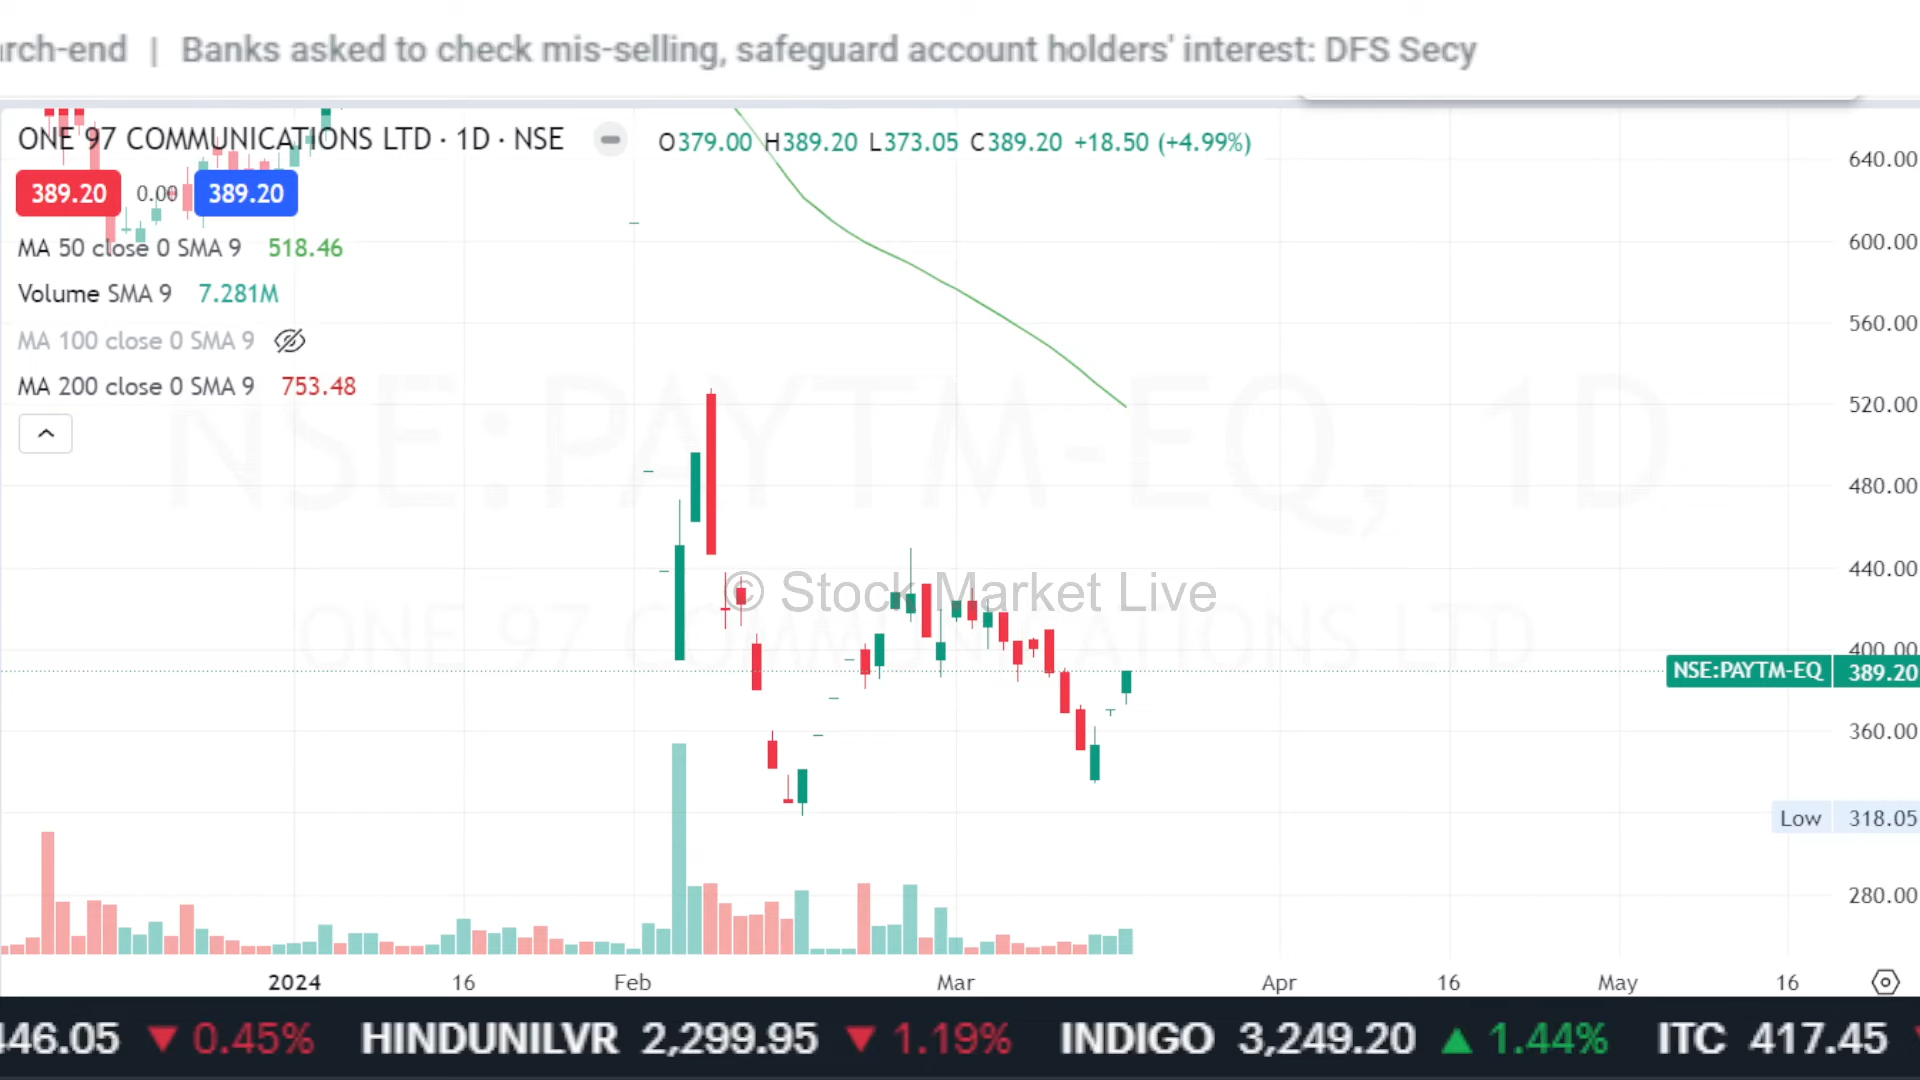 rch-end | Banks asked to check mis-selling, safeguard account holders' interest: DFS Secy
ONE 97 COMMUNICATIONS LTD · 1D · NSE O379.00 H389.20 L373.05 C389.20 +18.50 (+4.99%)
389.20 0.00 389.20
MA 50 close 0 SMA 9 518.46
Volume SMA 9 7.281M
MA 100 close 0 SMA 9
MA 200 close 0 SMA 9 753.48
NSE:PAYTM-EQ, 1D
ONE 97 COMMUNICATIONS LTD
© Stock Market Live
640.00
600.00
560.00
520.00
480.00
440.00
400.00
NSE:PAYTM-EQ 389.20
360.00
Low 318.05
280.00
2024 16 Feb Mar Apr 16 May 16
446.05 ▼ 0.45% HINDUNILVR 2,299.95 ▼ 1.19% INDIGO 3,249.20 ▲ 1.44% ITC 417.45